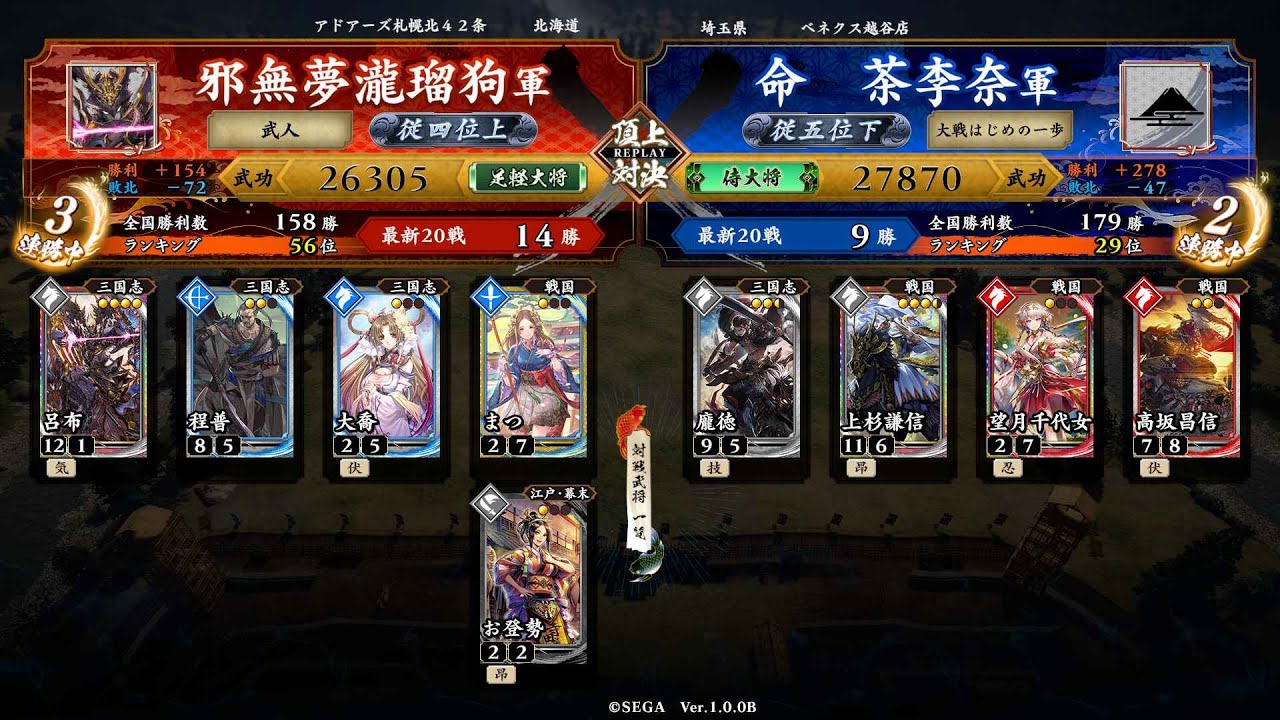 アドアーズ札幌北42条 北海道
埼玉県 ベネクス越谷店
邪無夢瀧瑠狗軍
命 茶李奈軍
武人
従四位上
頂上
REPLAY
対決
従五位下
大戦はじめの一歩
勝利 +154
敗北 -72
武功 26305
足軽大将
侍大将
27870 武功
勝利 +278
敗北 -47
3
連勝中
全国勝利数 158勝
ランキング 56位
最新20戦 14勝
最新20戦 9勝
全国勝利数 179勝
ランキング 29位
2
連勝中
三国志
三国志
三国志
戦国
三国志
戦国
戦国
戦国
呂布
程普
大喬
まつ
龐徳
上杉謙信
望月千代女
高坂昌信
12 1
8 5
2 5
2 7
9 5
11 6
2 7
7 8
気
伏
技
昂
忍
伏
対戦武将一覧
江戸・幕末
お登勢
2 2
昂
©SEGA Ver.1.0.0B